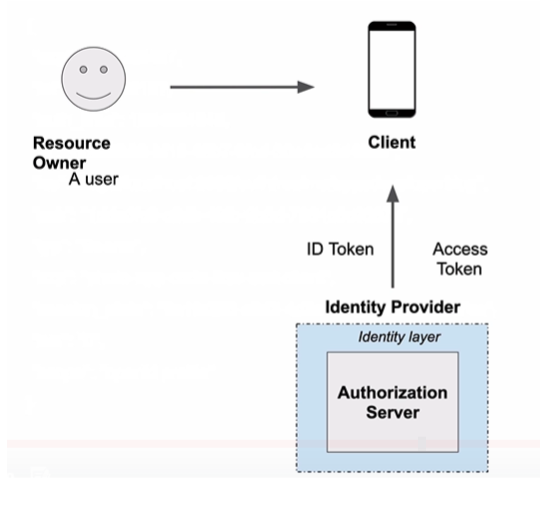 Resource
Owner
A user
Client
ID Token
Access
Token
Identity Provider
Identity layer
Authorization
Server